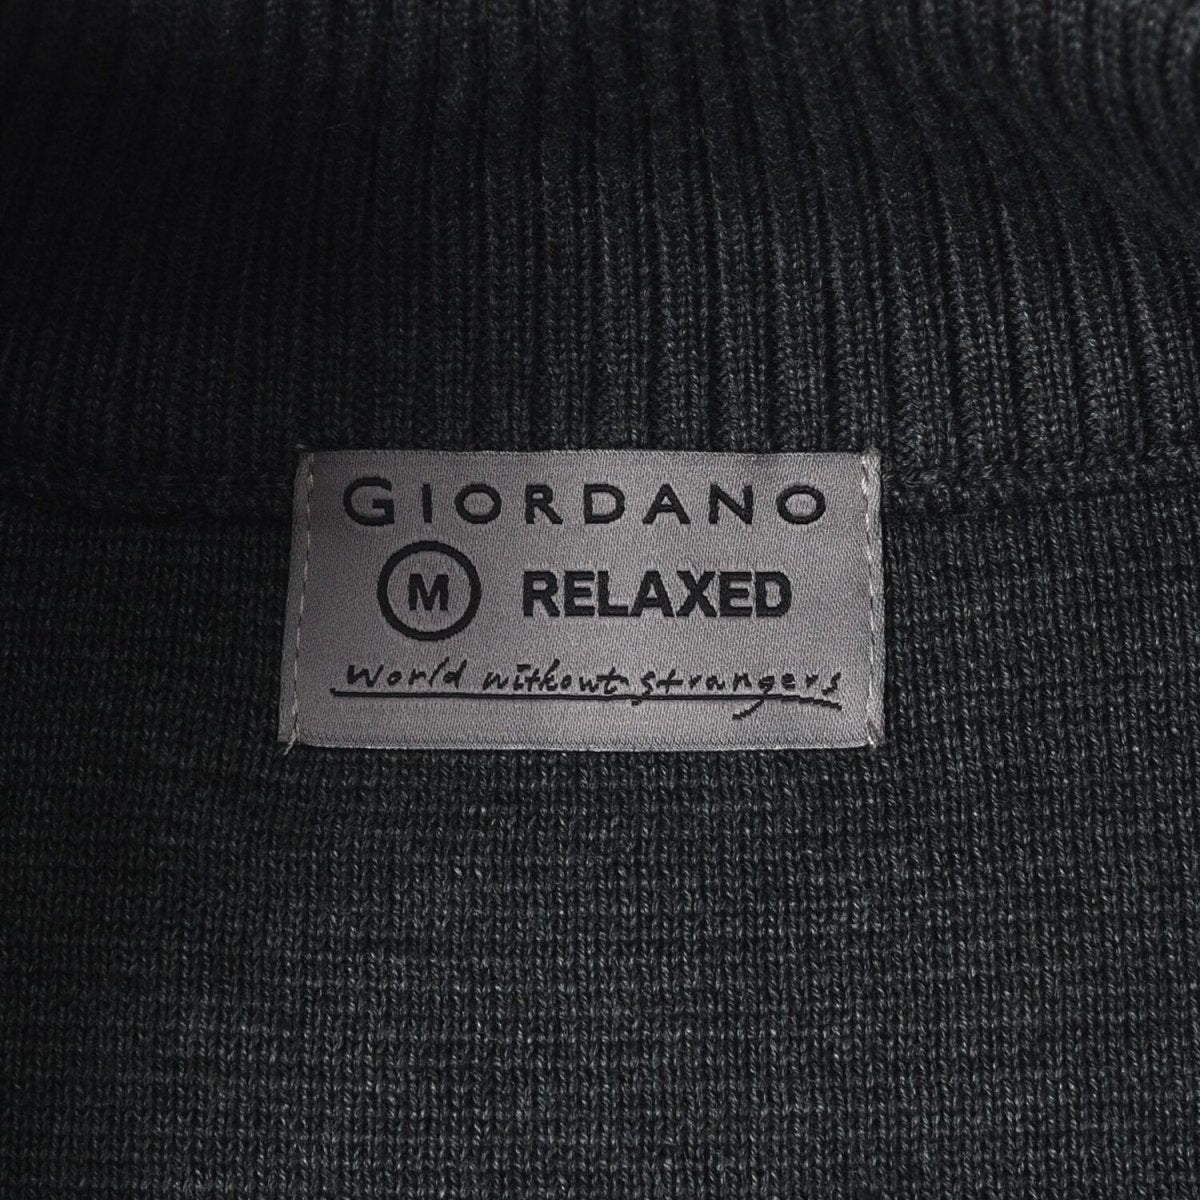 GIORDANO
M RELAXED
World without strangers